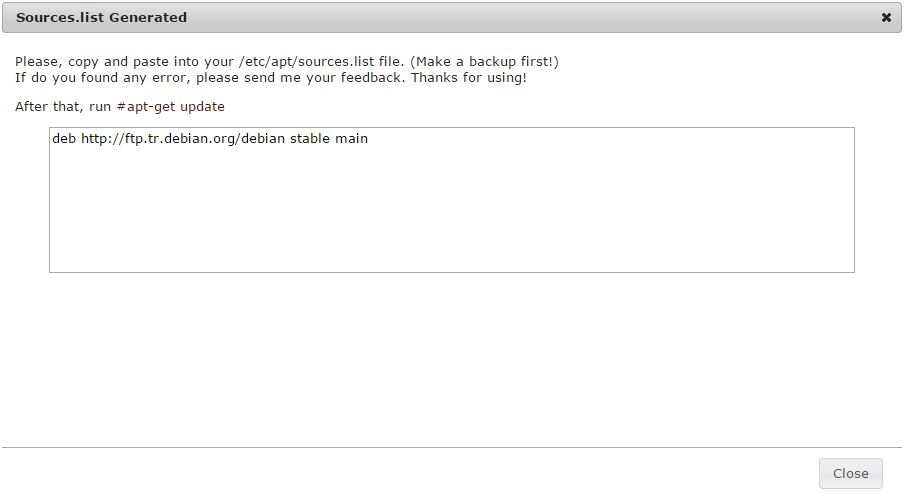 Sources.list Generated
Please, copy and paste into your /etc/apt/sources.list file. (Make a backup first!)
If do you found any error, please send me your feedback. Thanks for using!
After that, run #apt-get update
deb http://ftp.tr.debian.org/debian stable main
Close